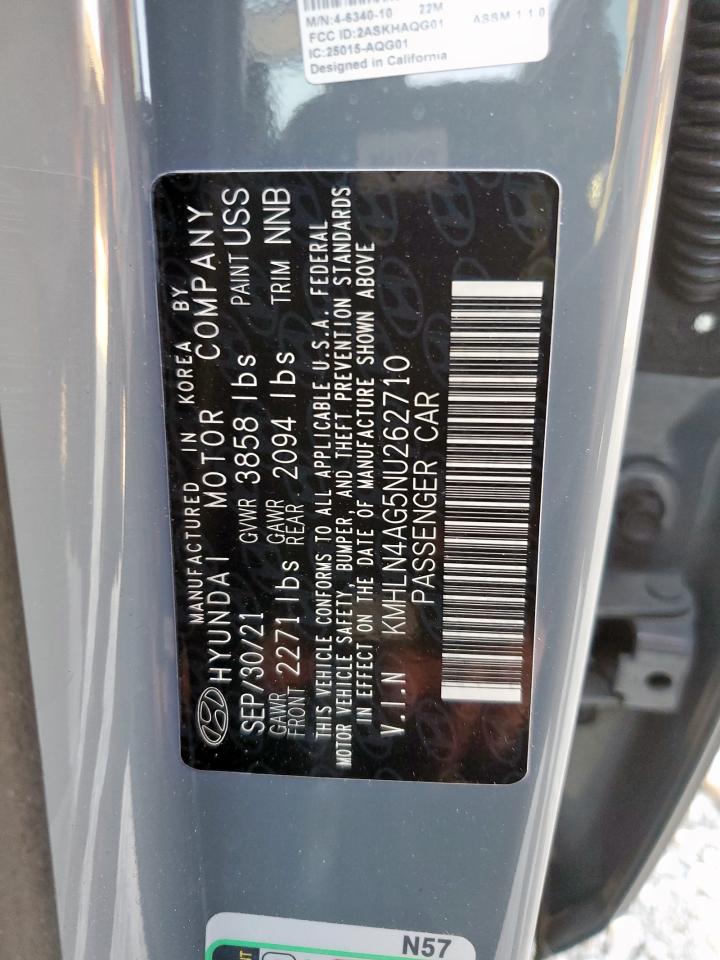 M/N:4-6340-10 22M
FCC ID:2ASKHAQG01 ASSM 1 1 0
IC:25015-AQG01
Designed in California
MANUFACTURED IN KOREA BY
HYUNDAI MOTOR COMPANY
SEP/30/21 GVWR 3858 lbs PAINT USS
GAWR FRONT 2271 lbs GAWR REAR 2094 lbs TRIM NNB
THIS VEHICLE CONFORMS TO ALL APPLICABLE U.S.A. FEDERAL
MOTOR VEHICLE SAFETY, BUMPER, AND THEFT PREVENTION STANDARDS
IN EFFECT ON THE DATE OF MANUFACTURE SHOWN ABOVE
V.I.N KMHLN4AG5NU262710
PASSENGER CAR
N57